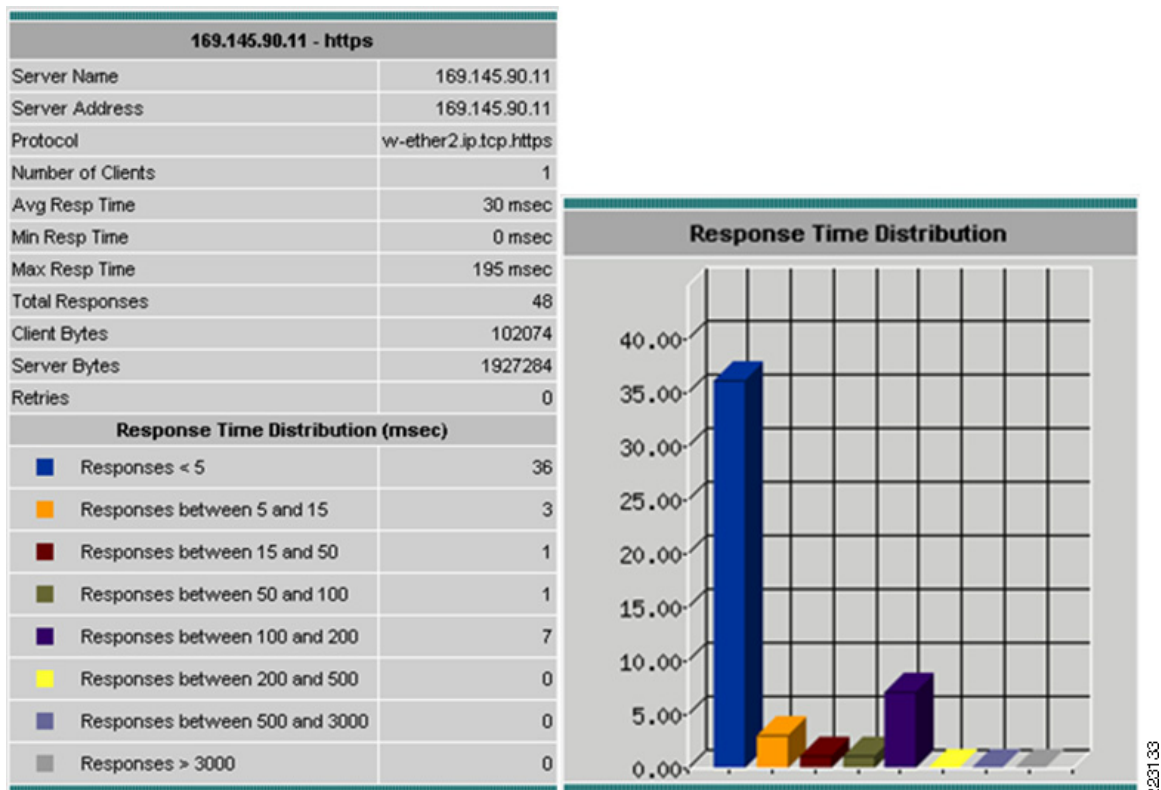 169.145.90.11 - https
Server Name 169.145.90.11
Server Address 169.145.90.11
Protocol w-ether2.ip.tcp.https
Number of Clients 1
Avg Resp Time 30 msec
Min Resp Time 0 msec
Max Resp Time 195 msec
Total Responses 48
Client Bytes 102074
Server Bytes 1927284
Retries 0
Response Time Distribution (msec)
Responses < 5 36
Responses between 5 and 15 3
Responses between 15 and 50 1
Responses between 50 and 100 1
Responses between 100 and 200 7
Responses between 200 and 500 0
Responses between 500 and 3000 0
Responses > 3000 0
Response Time Distribution
40.00
35.00
30.00
25.00
20.00
15.00
10.00
5.00
0.00
223133